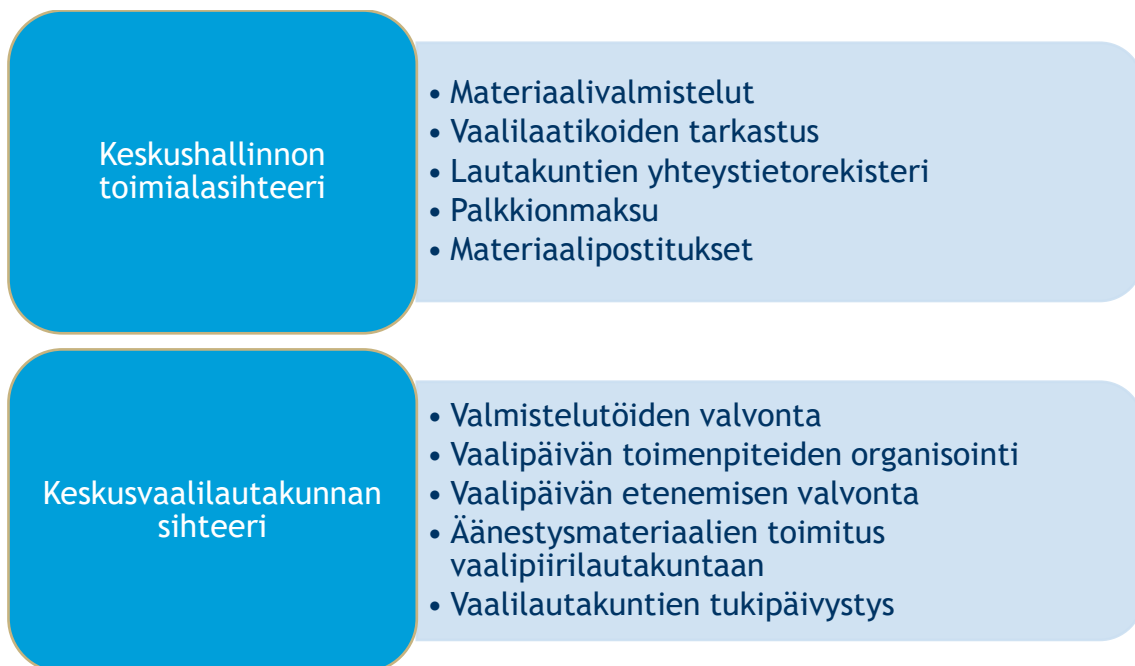 Keskushallinnon
toimialasihteeri
• Materiaalivalmistelut
• Vaalilaatikoiden tarkastus
• Lautakuntien yhteystietorekisteri
• Palkkionmaksu
• Materiaalipostitukset
Keskusvaalilautakunnan
sihteeri
• Valmistelutöiden valvonta
• Vaalipäivän toimenpiteiden organisointi
• Vaalipäivän etenemisen valvonta
• Äänestysmateriaalien toimitus
vaalipiirilautakuntaan
• Vaalilautakuntien tukipäivystys